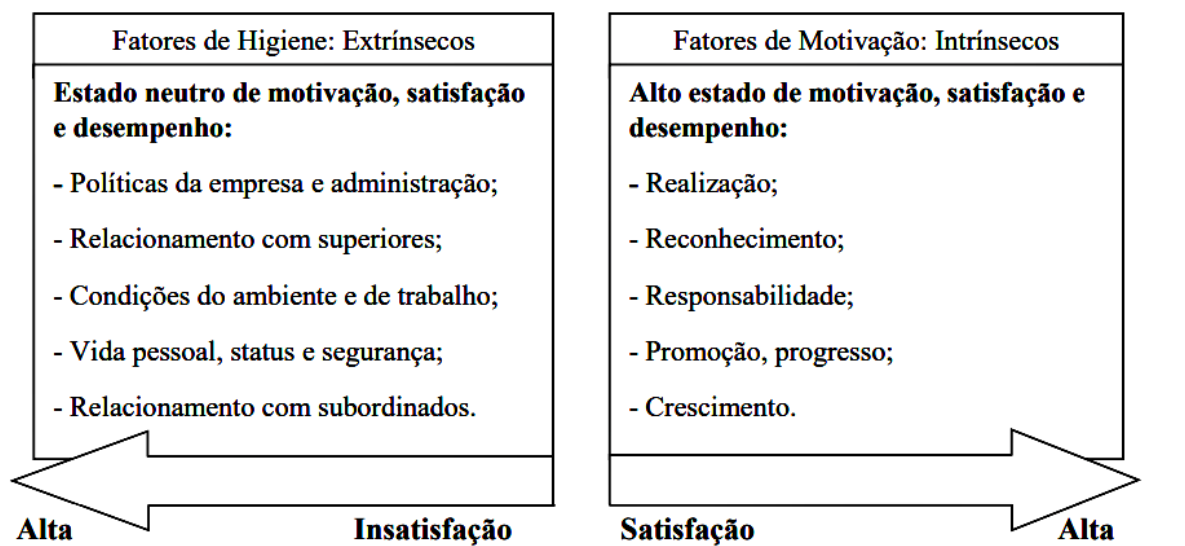 Fatores de Higiene: Extrínsecos
Estado neutro de motivação, satisfação
e desempenho:
- Políticas da empresa e administração;
- Relacionamento com superiores;
- Condições do ambiente e de trabalho;
- Vida pessoal, status e segurança;
- Relacionamento com subordinados.
Alta
Insatisfação
Fatores de Motivação: Intrínsecos
Alto estado de motivação, satisfação e
desempenho:
- Realização;
- Reconhecimento;
- Responsabilidade;
- Promoção, progresso;
- Crescimento.
Satisfação
Alta